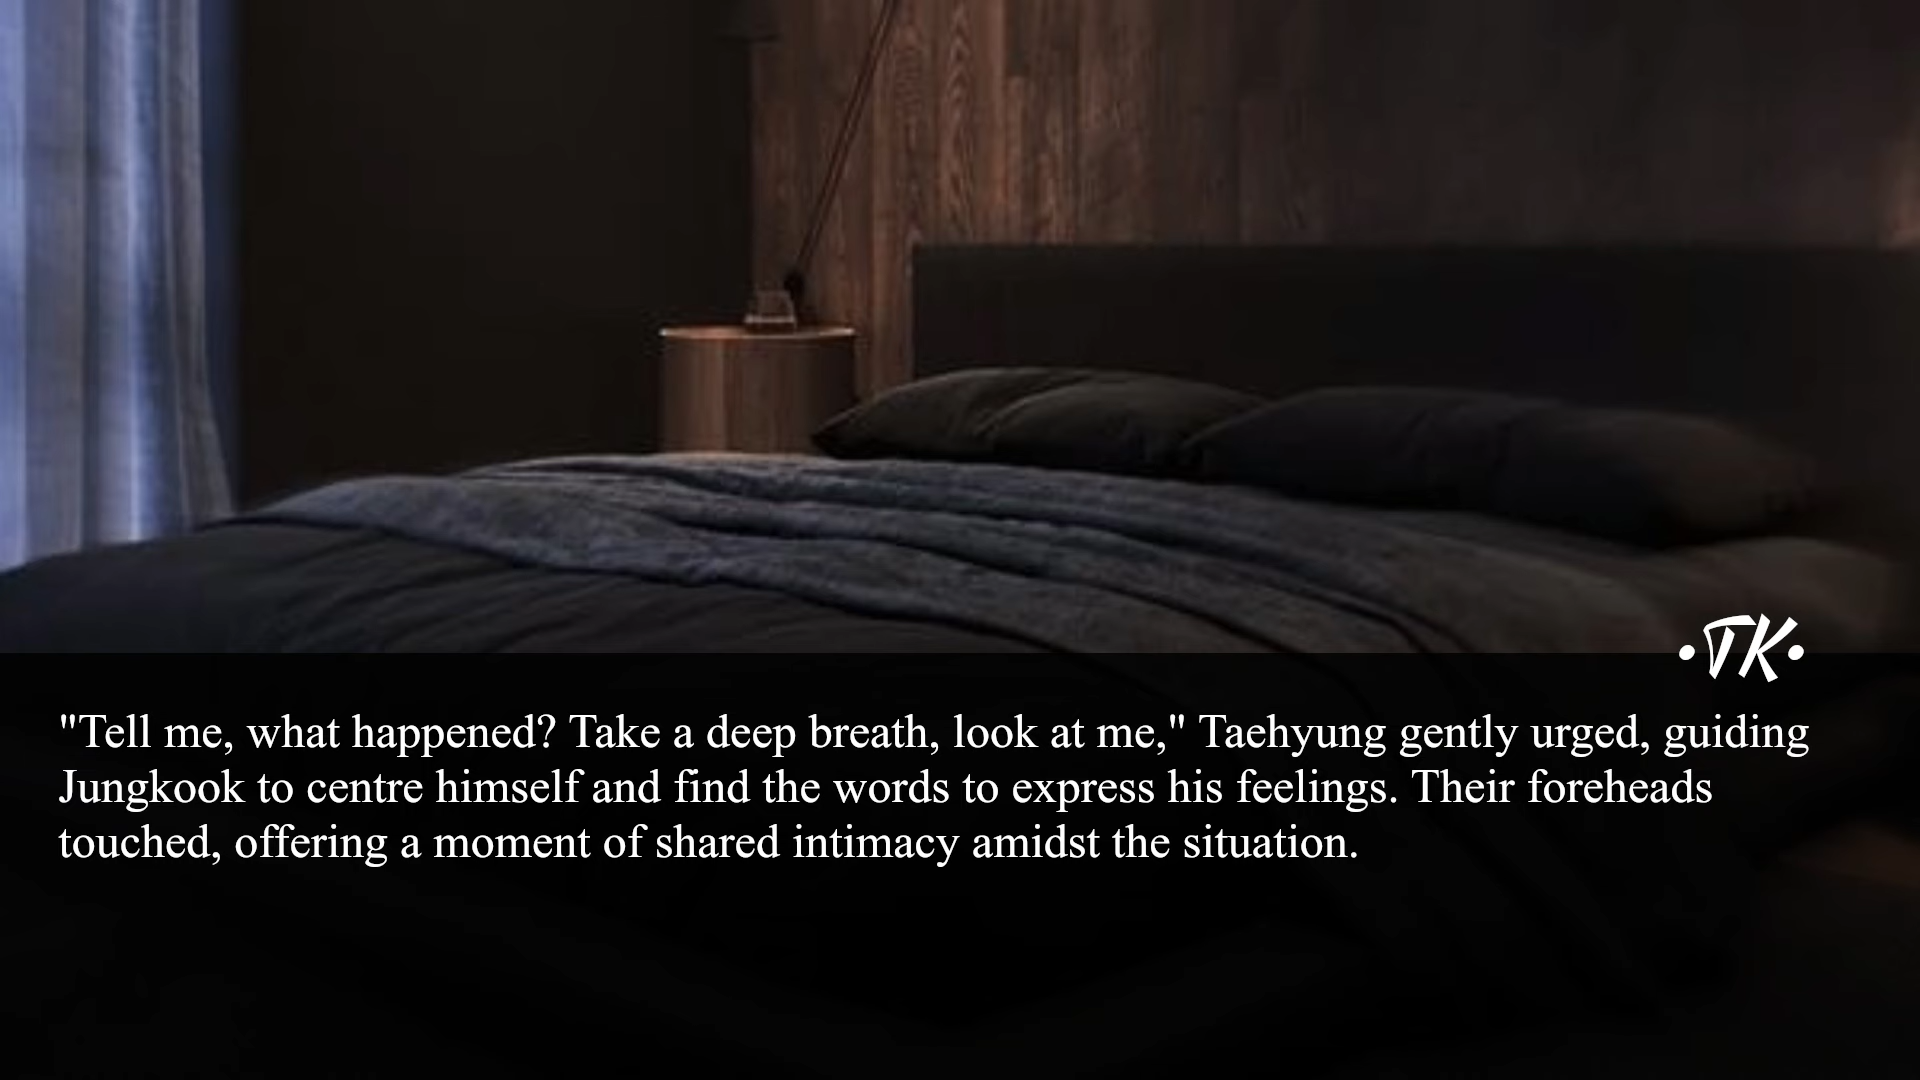 •TK•
"Tell me, what happened? Take a deep breath, look at me," Taehyung gently urged, guiding
Jungkook to centre himself and find the words to express his feelings. Their foreheads
touched, offering a moment of shared intimacy amidst the situation.